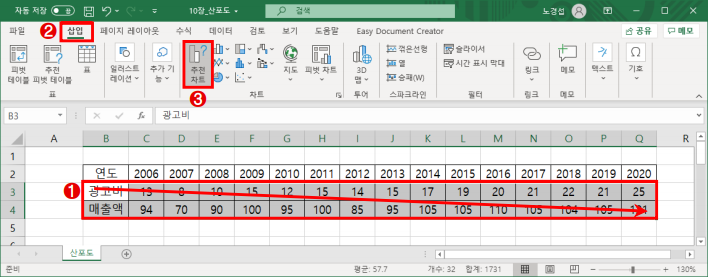 자동 저장 끔 10장_산포도 검색 노경섭
파일 삽입 페이지 레이아웃 수식 데이터 검토 보기 도움말 Easy Document Creator 공유 메모
❷
피벗 테이블 추천 피벗 테이블 표 일러스트레이션 추가 기능 추천 차트 지도 피벗 차트 3D 맵 꺾은선형 열 승패(W) 슬라이서 시간 표시 막대 링크 메모 텍스트 기호
❸
표 차트 투어 스파크라인 필터 링크 메모
B3 fx 광고비
A B C D E F G H I J K L M N O P Q R
1
2 연도 2006 2007 2008 2009 2010 2011 2012 2013 2014 2015 2016 2017 2018 2019 2020
❶
3 광고비 13 8 10 15 12 15 14 15 17 19 20 21 22 21 25
4 매출액 94 70 90 100 95 100 85 95 105 105 110 105 104 105
5
산포도
준비 평균: 57.7 개수: 32 합계: 1731 130%